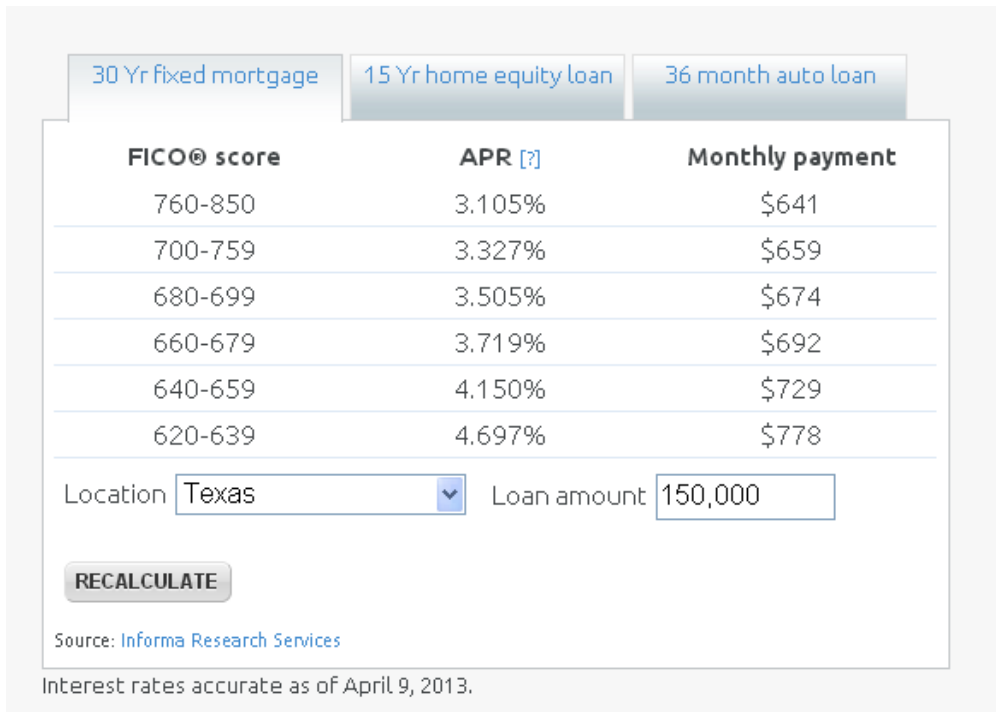 30 Yr fixed mortgage 15 Yr home equity loan 36 month auto loan
FICO® score APR [?] Monthly payment
760-850 3.105% $641
700-759 3.327% $659
680-699 3.505% $674
660-679 3.719% $692
640-659 4.150% $729
620-639 4.697% $778
Location Texas Loan amount 150,000
RECALCULATE
Source: Informa Research Services
Interest rates accurate as of April 9, 2013.